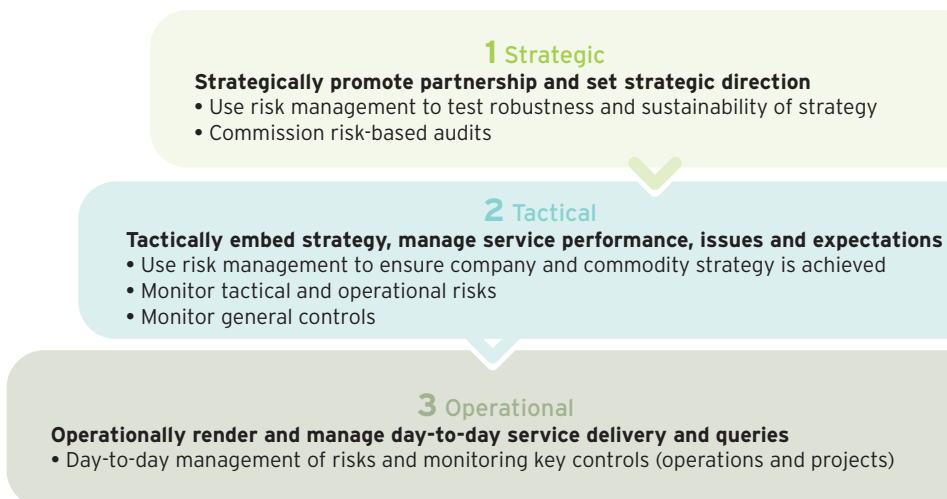 1 Strategic
Strategically promote partnership and set strategic direction
• Use risk management to test robustness and sustainability of strategy
• Commission risk-based audits
2 Tactical
Tactically embed strategy, manage service performance, issues and expectations
• Use risk management to ensure company and commodity strategy is achieved
• Monitor tactical and operational risks
• Monitor general controls
3 Operational
Operationally render and manage day-to-day service delivery and queries
• Day-to-day management of risks and monitoring key controls (operations and projects)